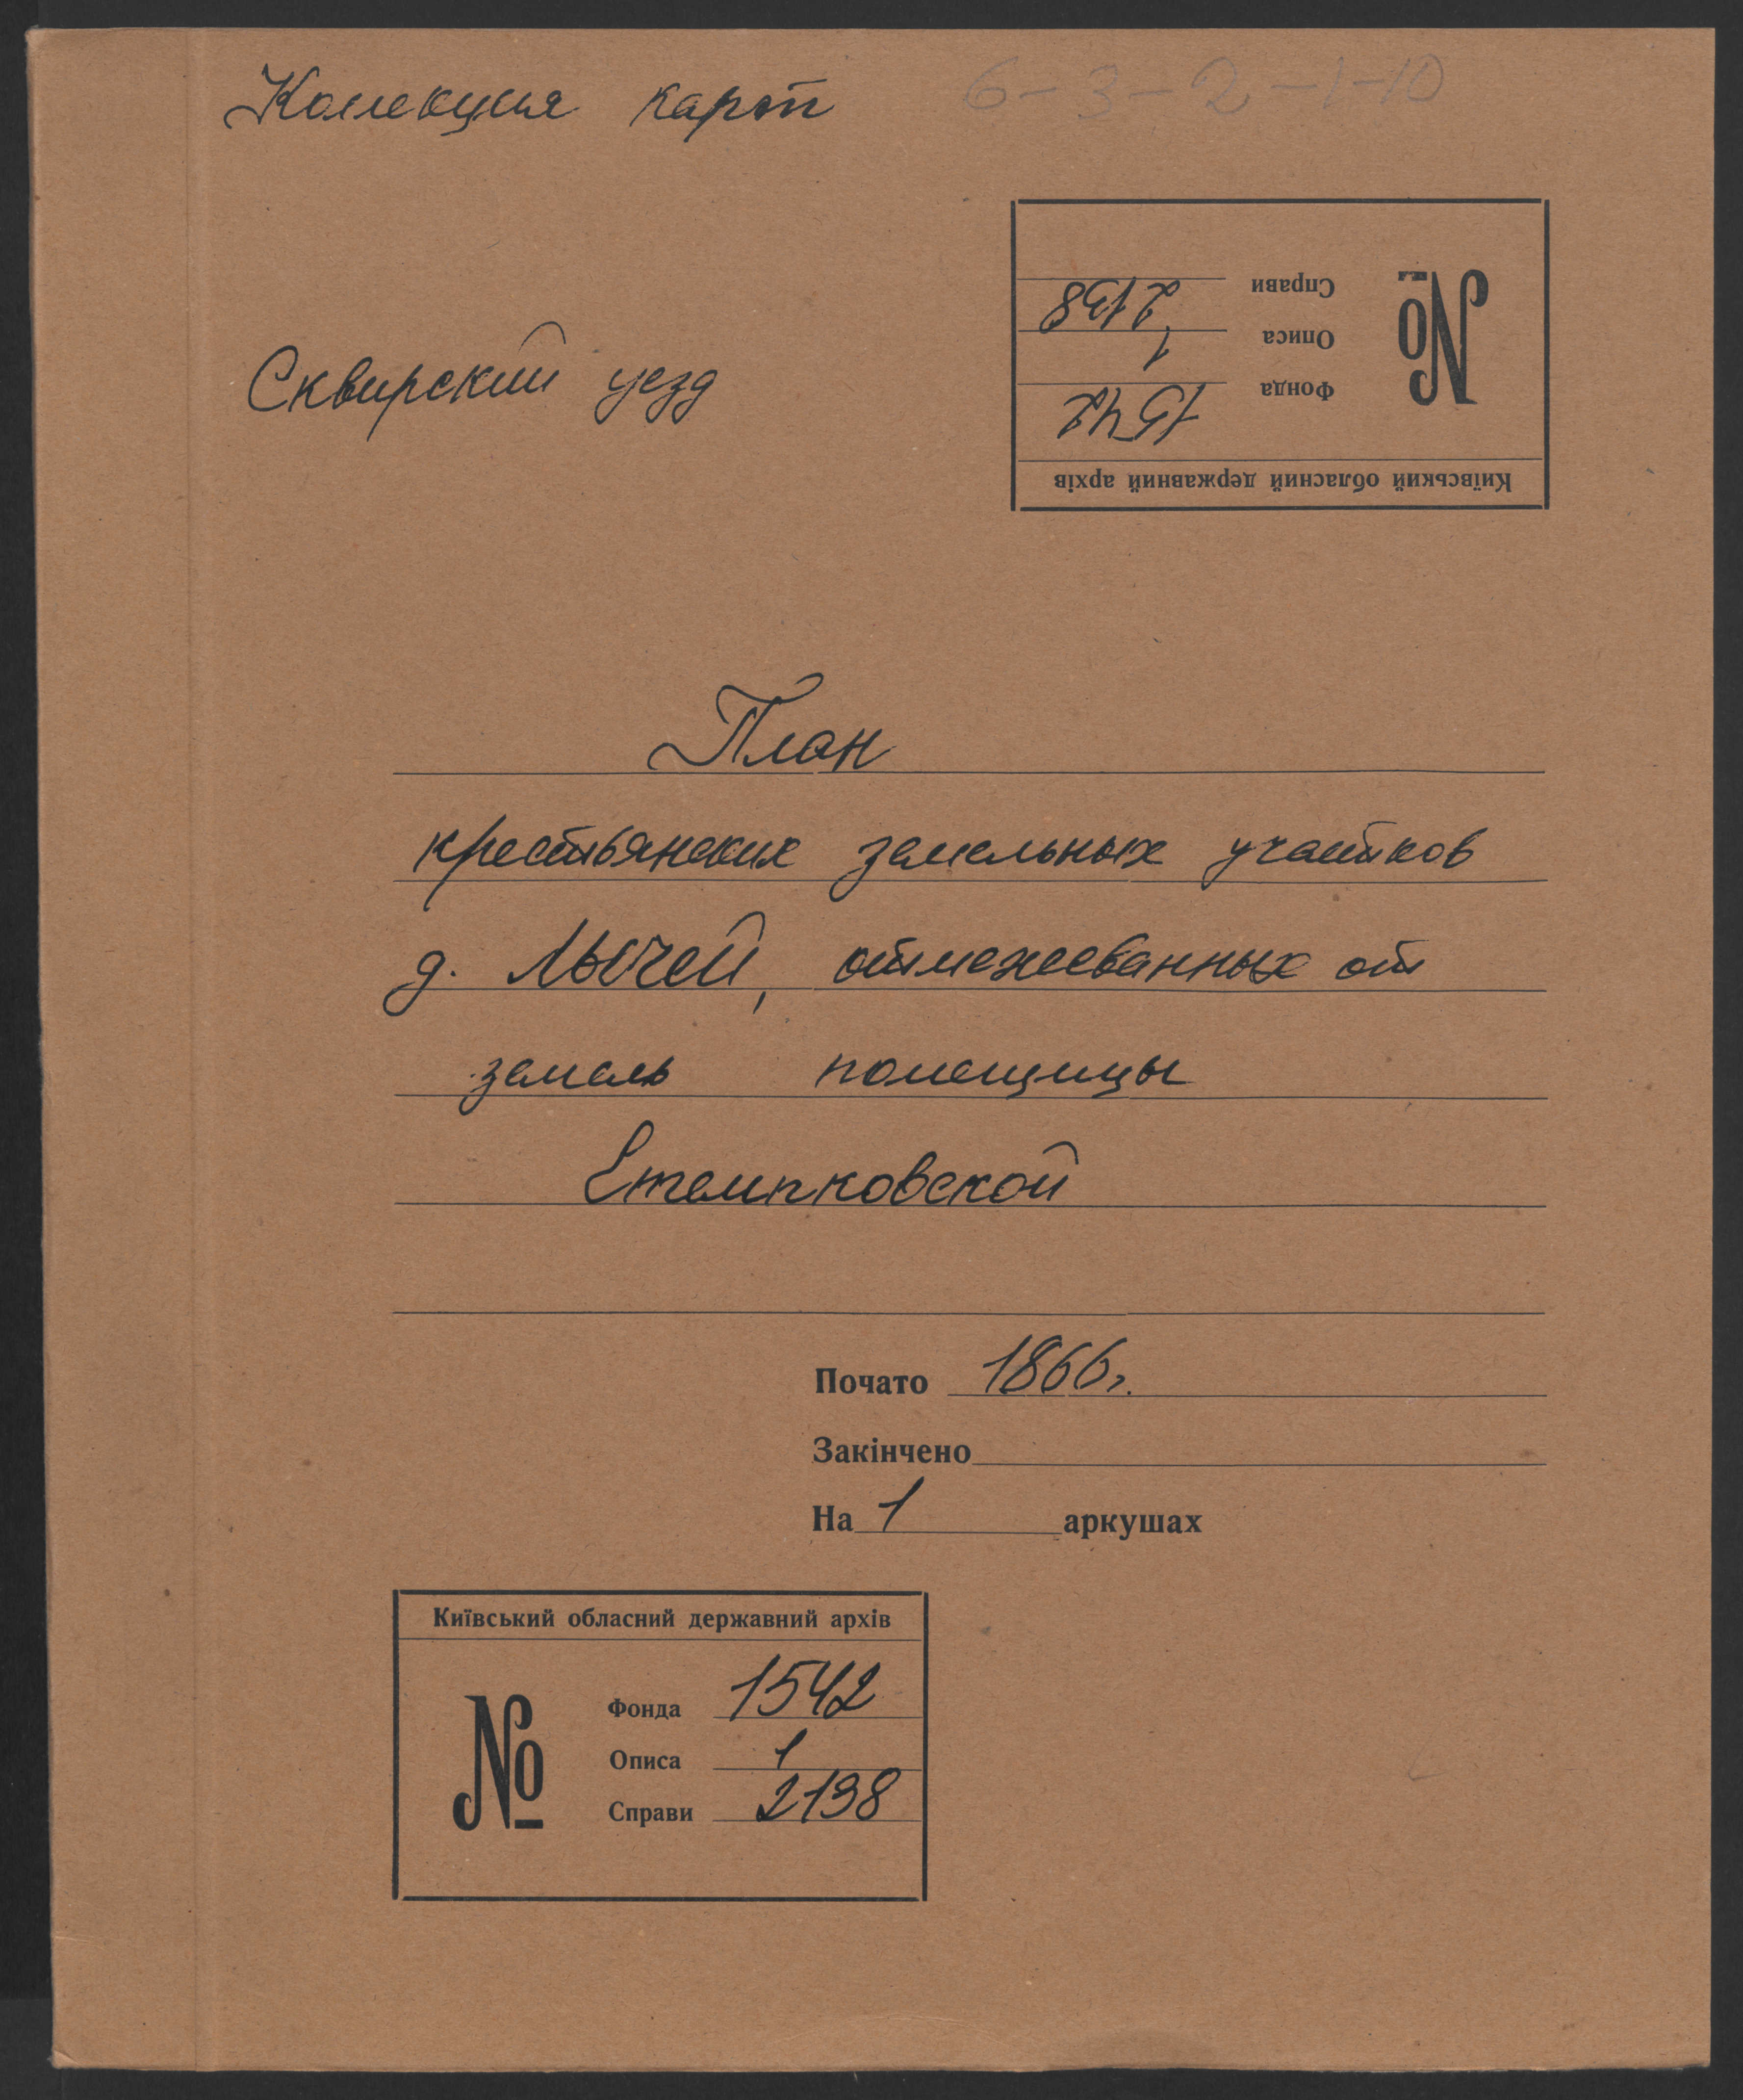 Коллекция карт 6-3-2-1-10
Київський обласний державний архів
№
Фонда 1542
Описа 1
Справи 2138
Сквирский уезд
План
крестьянских земельных участков
д. Лычей, отмежеванных от
земель помещицы
Стемпковской
Почато 1866г.
Закінчено
На 1 аркушах
Київський обласний державний архів
№
Фонда 1542
Описа 1
Справи 2138